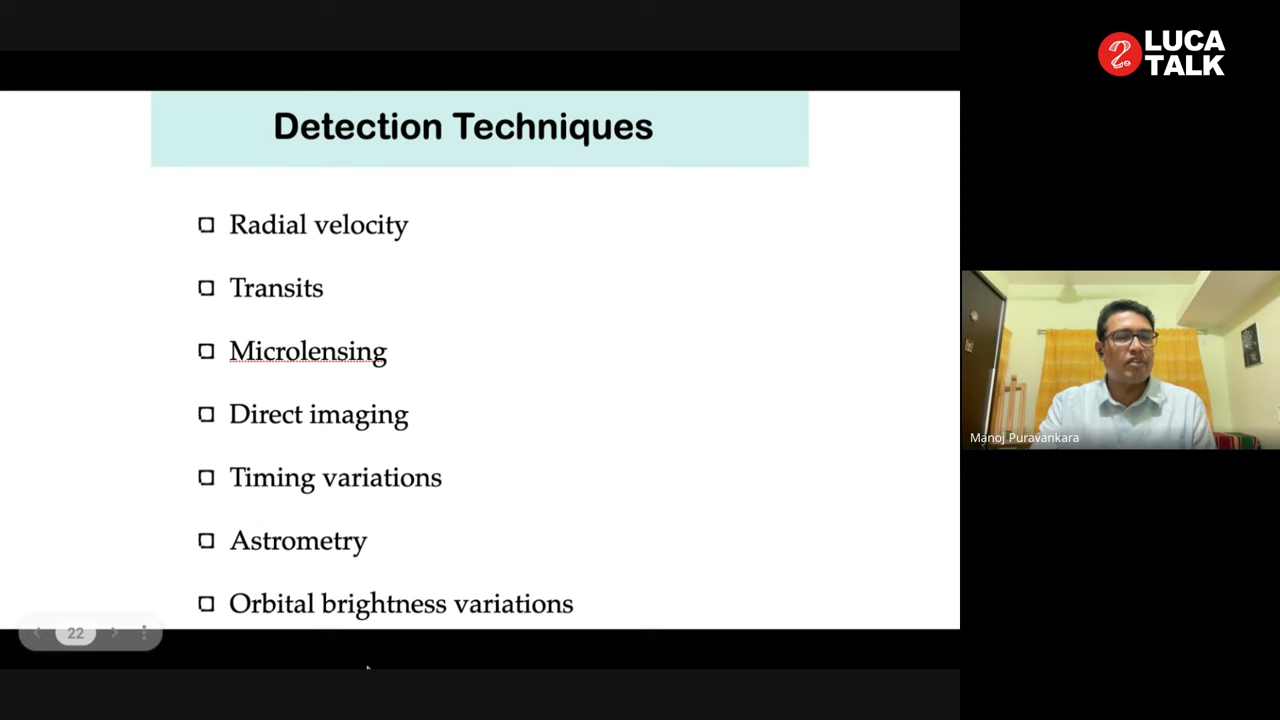 LUCA
TALK
Detection Techniques
Radial velocity
Transits
Microlensing
Direct imaging
Timing variations
Astrometry
Orbital brightness variations
22
Manoj Puravankara